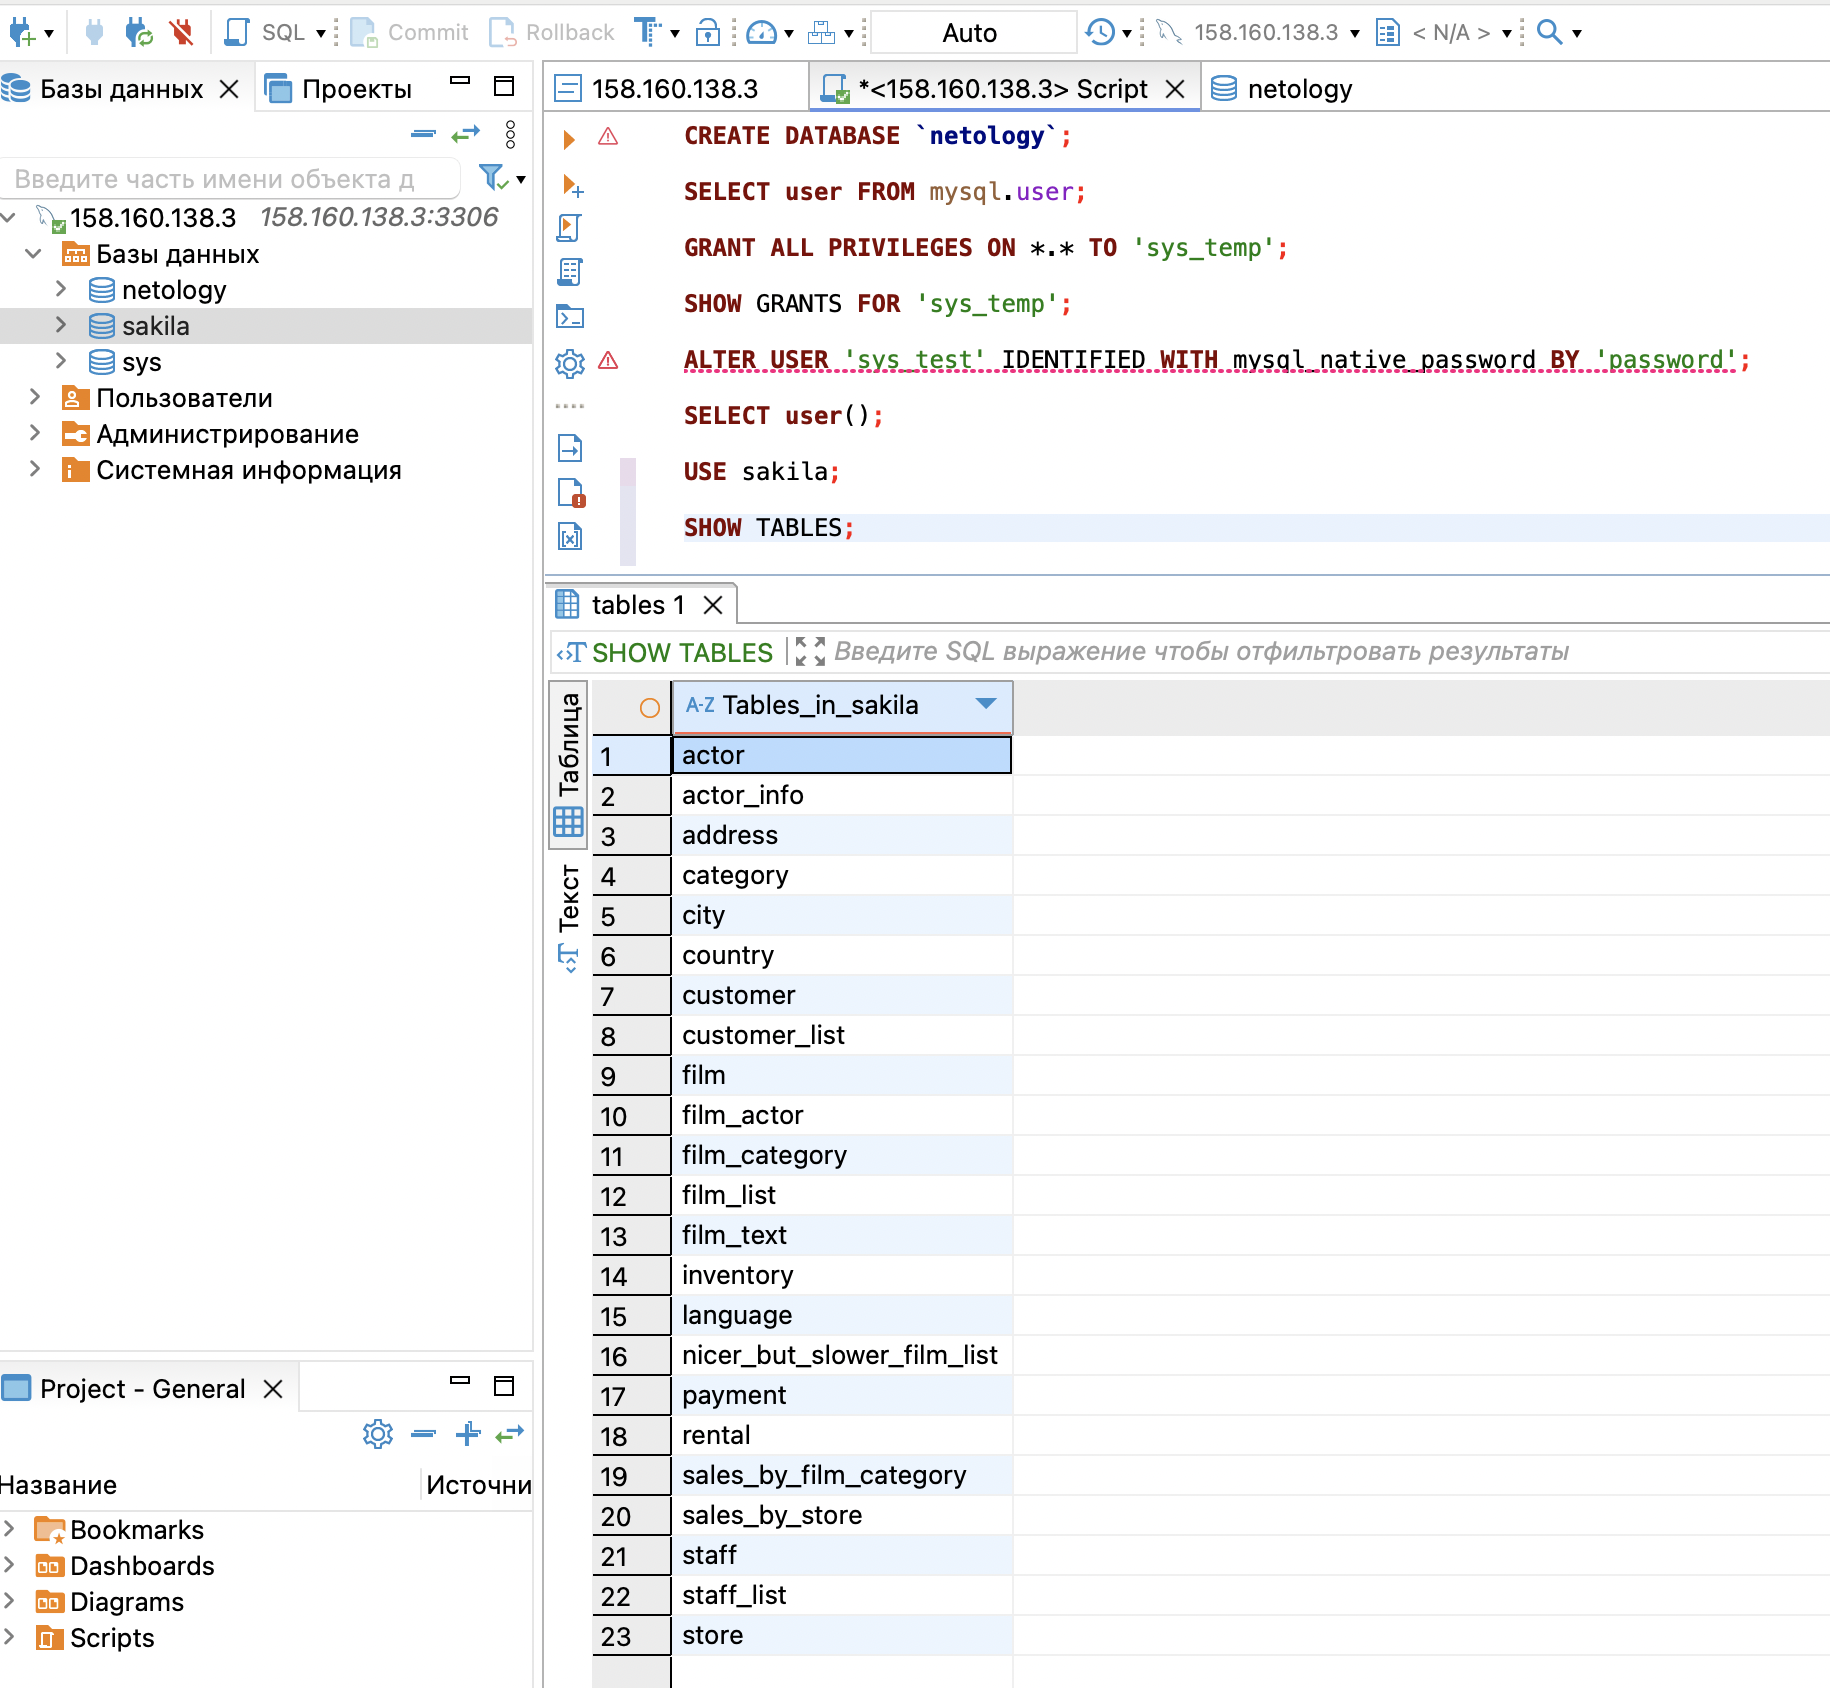 SQL Commit Rollback Auto 158.160.138.3 < N/A >
Базы данных Проекты
Введите часть имени объекта д
158.160.138.3 158.160.138.3:3306
Базы данных
netology
sakila
sys
Пользователи
Администрирование
Системная информация
Project - General
Название Источни
Bookmarks
Dashboards
Diagrams
Scripts
158.160.138.3 *<158.160.138.3> Script netology
CREATE DATABASE `netology`;
SELECT user FROM mysql.user;
GRANT ALL PRIVILEGES ON *.* TO 'sys_temp';
SHOW GRANTS FOR 'sys_temp';
ALTER USER 'sys_test' IDENTIFIED WITH mysql_native_password BY 'password';
SELECT user();
USE sakila;
SHOW TABLES;
tables 1
SHOW TABLES Введите SQL выражение чтобы отфильтровать результаты
Таблица
Текст
A-Z Tables_in_sakila
1 actor
2 actor_info
3 address
4 category
5 city
6 country
7 customer
8 customer_list
9 film
10 film_actor
11 film_category
12 film_list
13 film_text
14 inventory
15 language
16 nicer_but_slower_film_list
17 payment
18 rental
19 sales_by_film_category
20 sales_by_store
21 staff
22 staff_list
23 store